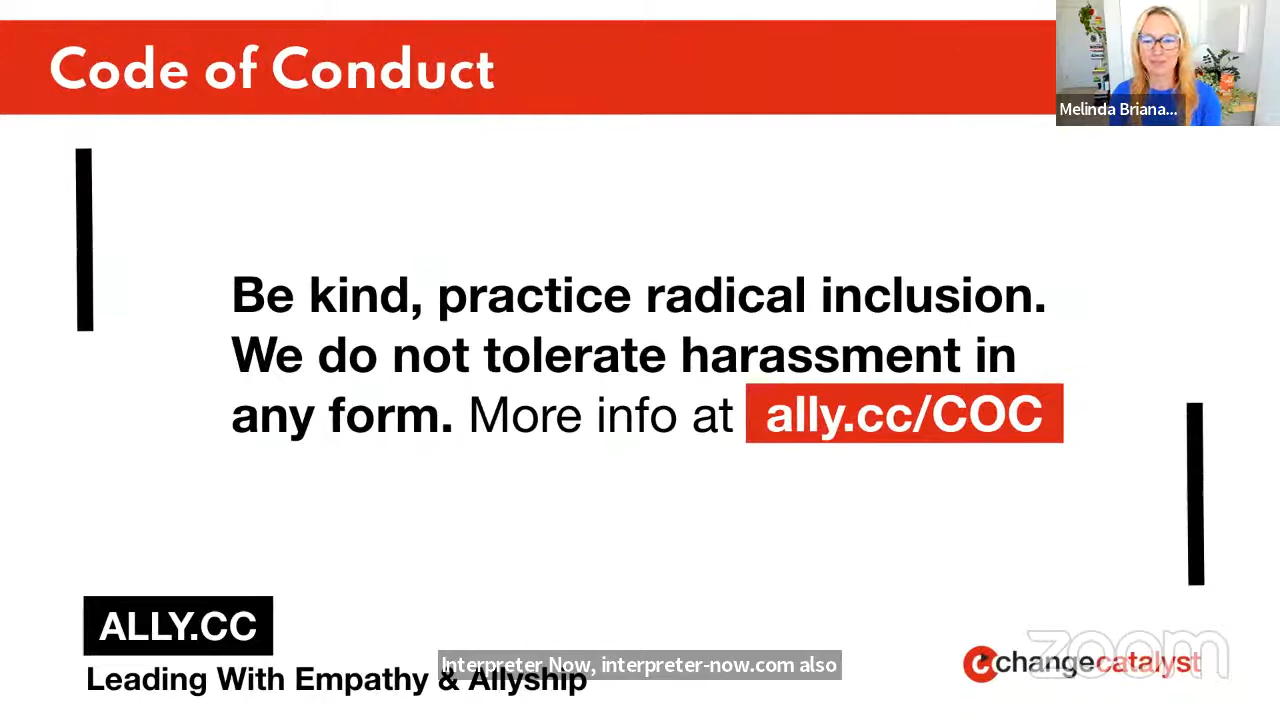 Code of Conduct
Melinda Briana...
Be kind, practice radical inclusion.
We do not tolerate harassment in
any form. More info at ally.cc/COC
ALLY.CC
Leading With Empathy & Allyship
Interpreter Now, interpreter-now.com also
changecatalyst
zoom